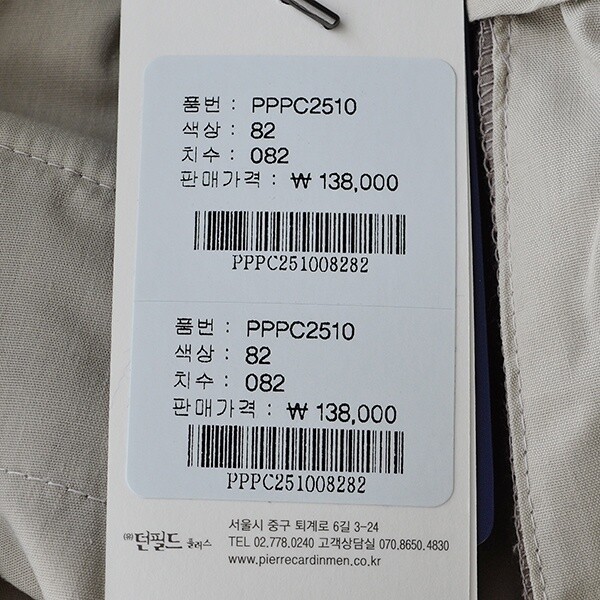 품번 : PPPC2510
색상 : 82
치수 : 082
판매가격 : ₩ 138,000
PPPC251008282
품번 : PPPC2510
색상 : 82
치수 : 082
판매가격 : ₩ 138,000
PPPC251008282
㈜던필드 플러스
서울시 중구 퇴계로 6길 3-24
TEL 02.778.0240 고객상담실 070.8650.4830
www.pierrecardinmen.co.kr